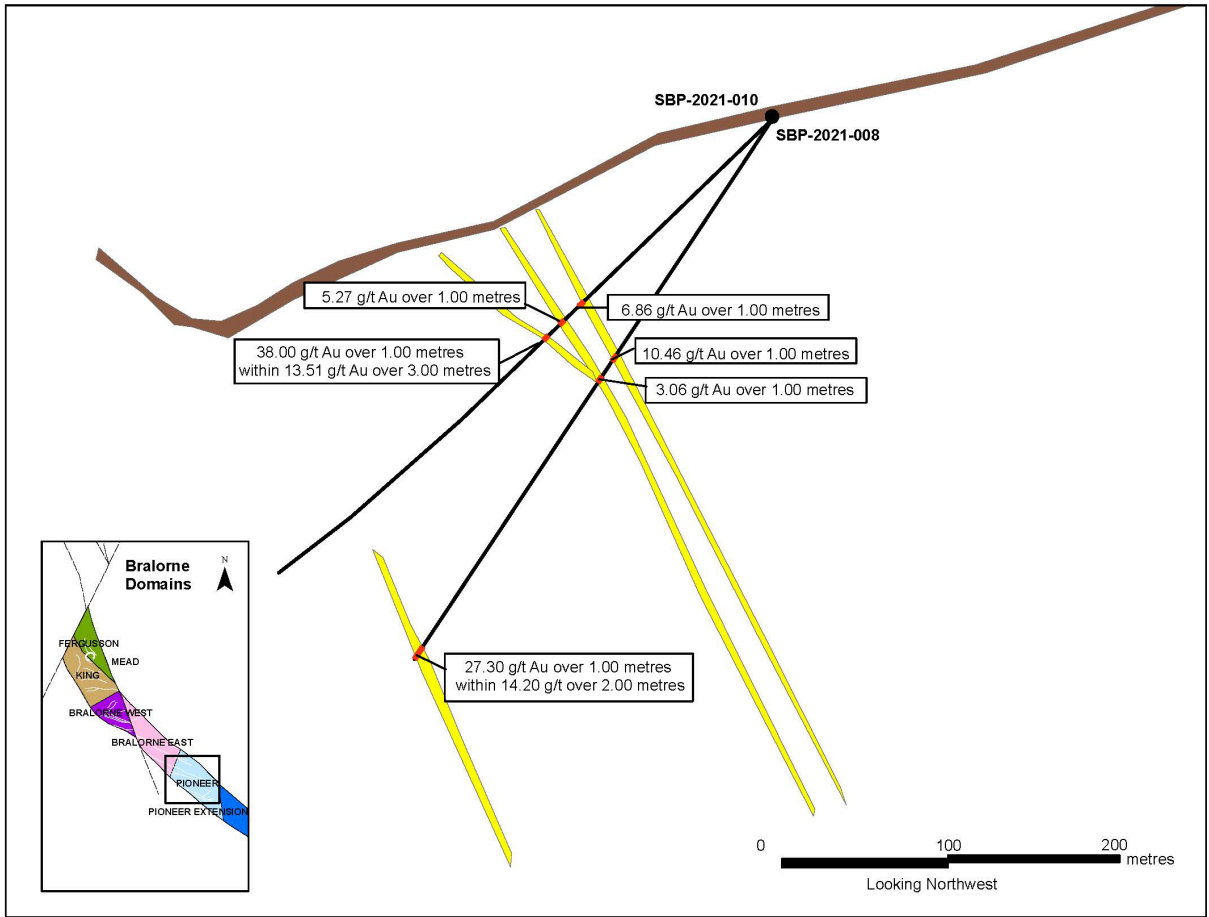 SBP-2021-010
SBP-2021-008
5.27 g/t Au over 1.00 metres
6.86 g/t Au over 1.00 metres
38.00 g/t Au over 1.00 metres
within 13.51 g/t Au over 3.00 metres
10.46 g/t Au over 1.00 metres
3.06 g/t Au over 1.00 metres
27.30 g/t Au over 1.00 metres
within 14.20 g/t over 2.00 metres
Bralorne
Domains
N
FERGUSSON
MEAD
KING
BRALORNE WEST
BRALORNE EAST
PIONEER
PIONEER EXTENSION
0 100 200
metres
Looking Northwest